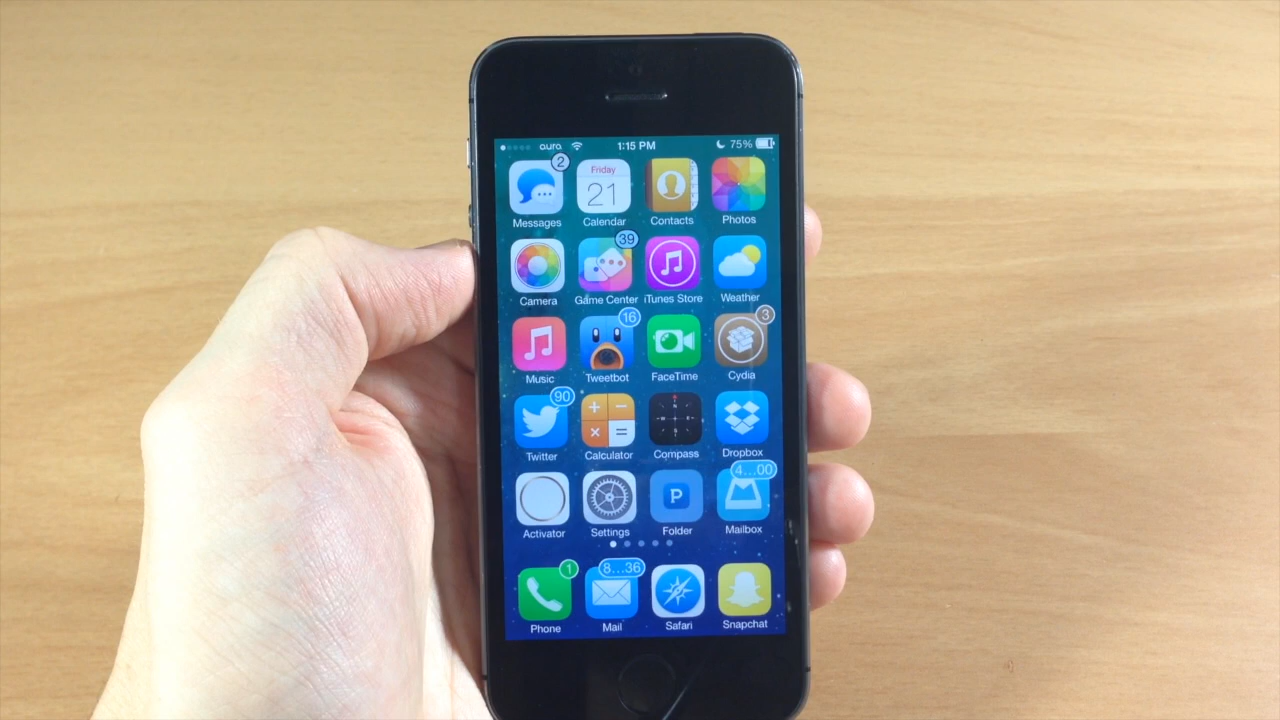 aura 1:15 PM 75%
2 Friday
21
Messages Calendar Contacts Photos
39
Camera Game Center iTunes Store Weather
16 3
Music Tweetbot FaceTime Cydia
90 N
W E
S
Twitter Calculator Compass Dropbox
4...00
P
Activator Settings Folder Mailbox
1 8...36
Phone Mail Safari Snapchat